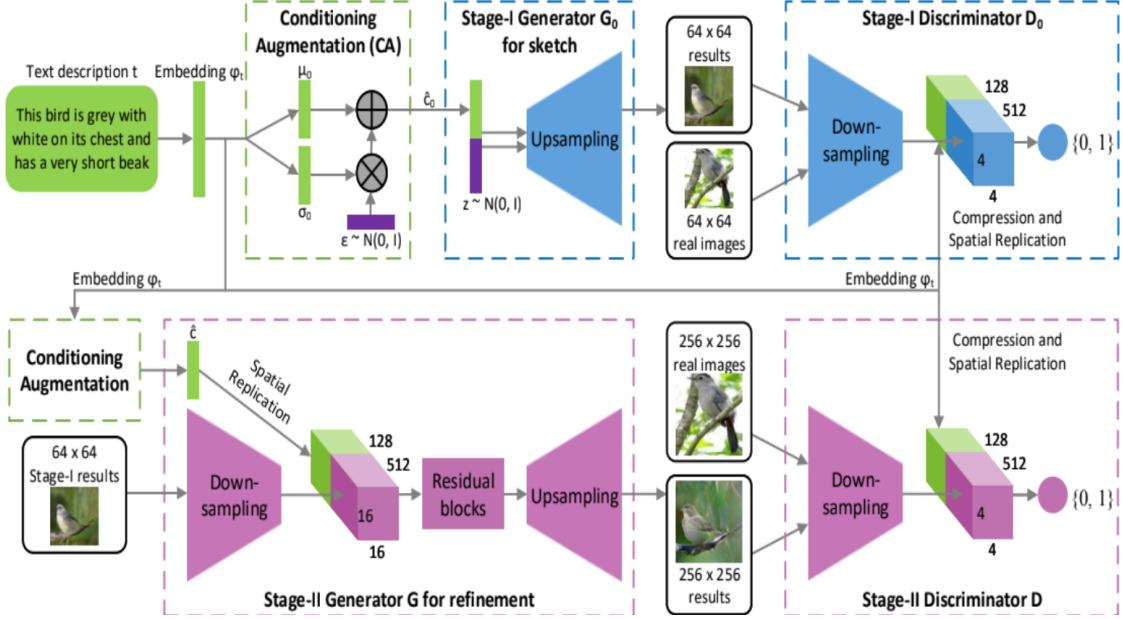 Text description t
This bird is grey with
white on its chest and
has a very short beak
Embedding φₜ
Conditioning
Augmentation (CA)
μ₀
σ₀
ε ~ N(0, I)
ĉ₀
Stage-I Generator G₀
for sketch
Upsampling
z ~ N(0, I)
64 x 64
results
64 x 64
real images
Stage-I Discriminator D₀
Down-
sampling
128
512
4
4
{0, 1}
Compression and
Spatial Replication
Embedding φₜ
Embedding φₜ
Conditioning
Augmentation
64 x 64
Stage-I results
ĉ
Spatial
Replication
Down-
sampling
128
512
16
16
Residual
blocks
Upsampling
Stage-II Generator G for refinement
256 x 256
real images
256 x 256
results
Compression and
Spatial Replication
Down-
sampling
128
512
4
4
{0, 1}
Stage-II Discriminator D